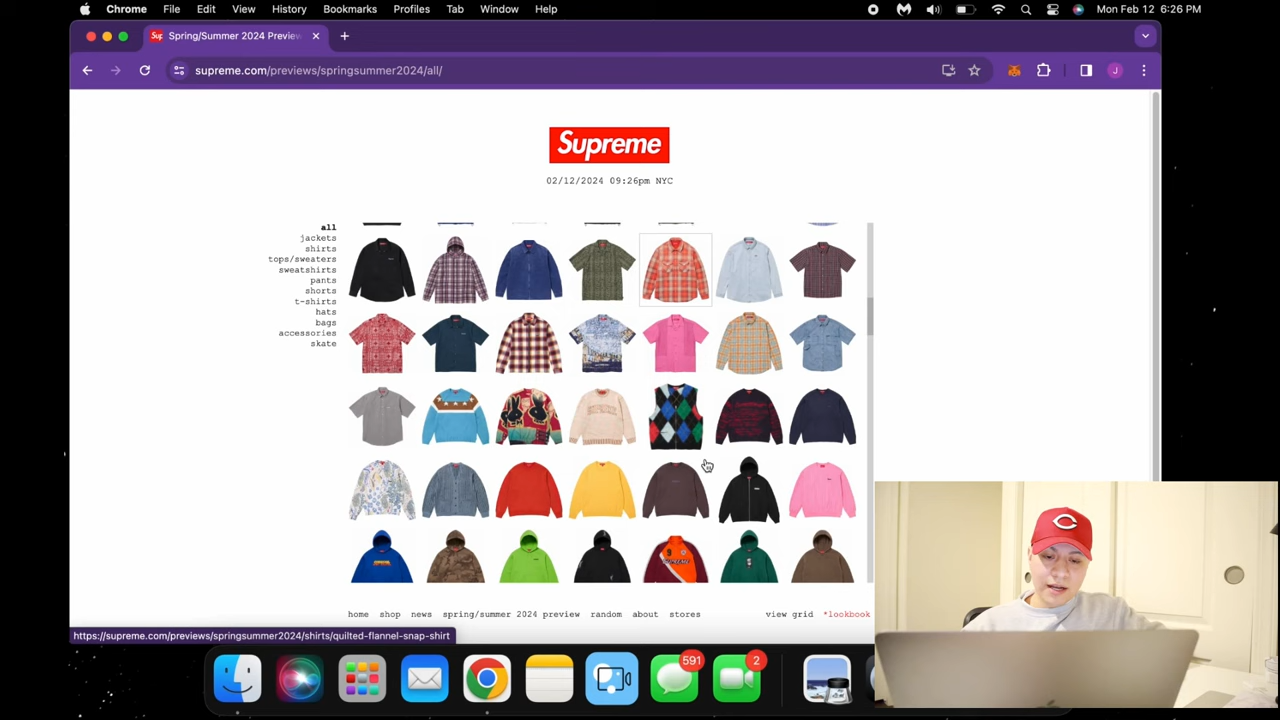 Chrome File Edit View History Bookmarks Profiles Tab Window Help Mon Feb 12 6:26 PM
Sup Spring/Summer 2024 Preview
supreme.com/previews/springsummer2024/all/ J
Supreme
02/12/2024 09:26pm NYC
all
jackets
shirts
tops/sweaters
sweatshirts
pants
shorts
t-shirts
hats
bags
accessories
skate
home shop news spring/summer 2024 preview random about stores view grid *lookbook
https://supreme.com/previews/springsummer2024/shirts/quilted-flannel-snap-shirt
591 2